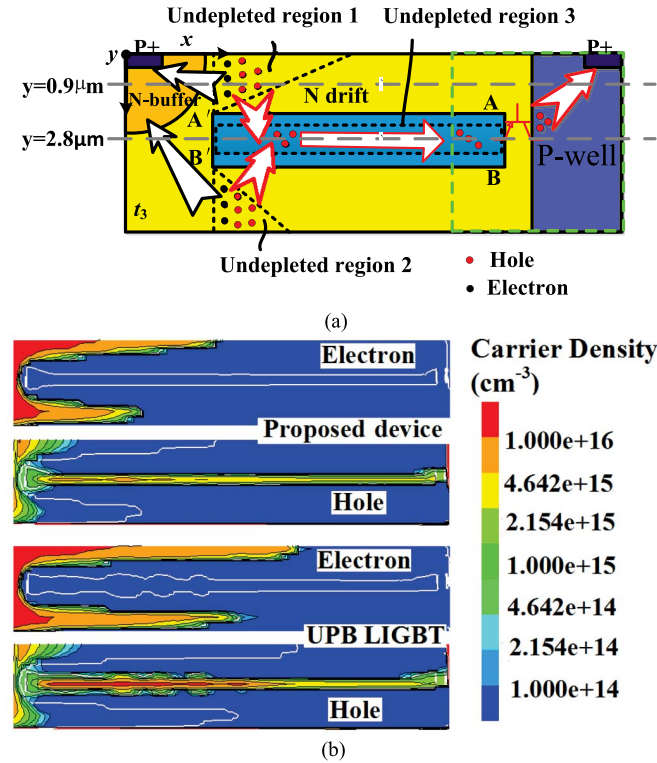 Undepleted region 1
Undepleted region 3
y
x
P+
P+
y=0.9μm
N-buffer
N drift
A′
A
y=2.8μm
B′
B
P-well
t3
Undepleted region 2
Hole
Electron
(a)
Electron
Proposed device
Hole
Electron
UPB LIGBT
Hole
Carrier Density
(cm-3)
1.000e+16
4.642e+15
2.154e+15
1.000e+15
4.642e+14
2.154e+14
1.000e+14
(b)